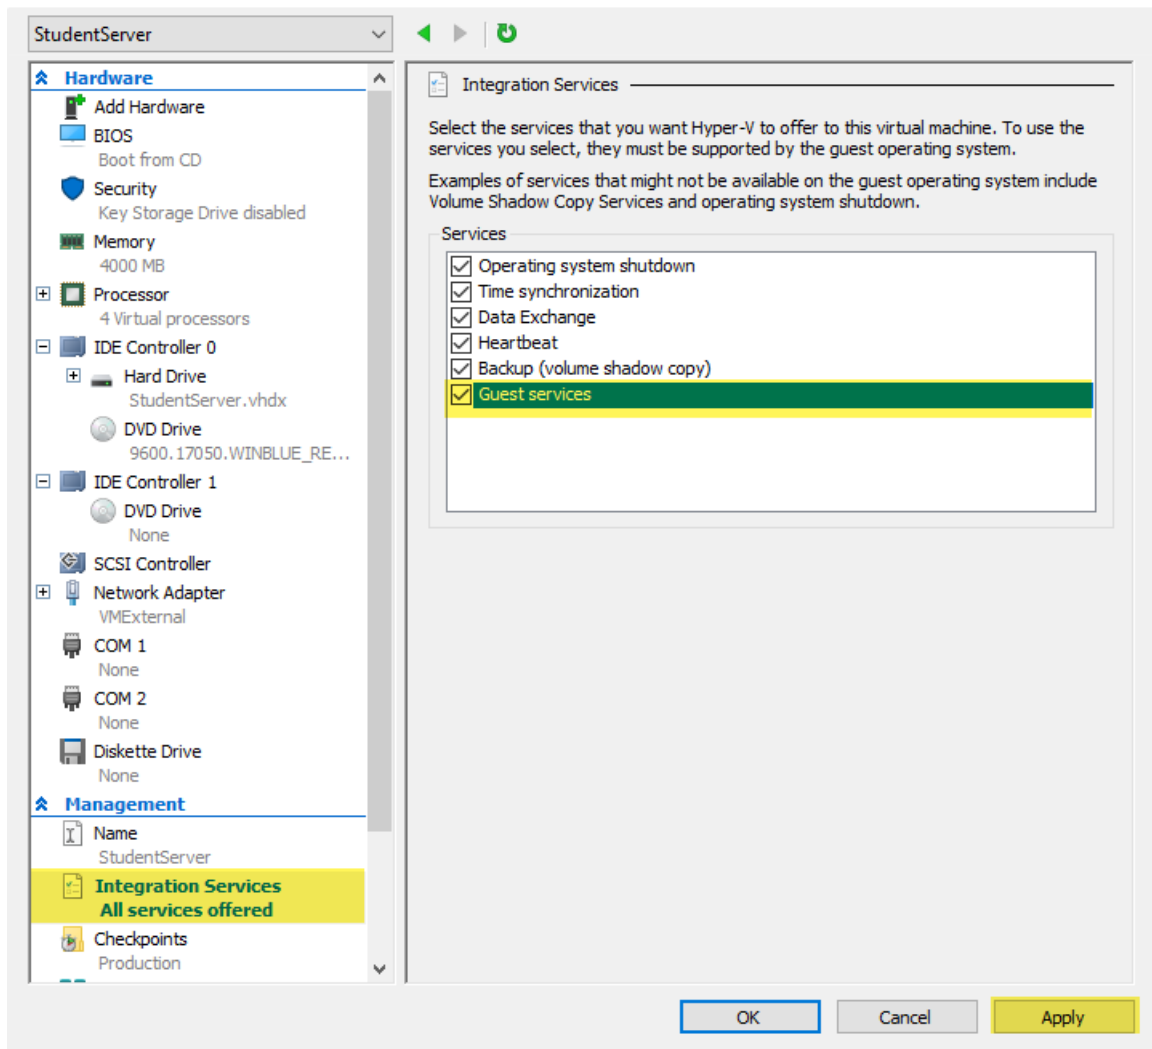 StudentServer
Hardware
Add Hardware
BIOS
Boot from CD
Security
Key Storage Drive disabled
Memory
4000 MB
Processor
4 Virtual processors
IDE Controller 0
Hard Drive
StudentServer.vhdx
DVD Drive
9600.17050.WINBLUE_RE...
IDE Controller 1
DVD Drive
None
SCSI Controller
Network Adapter
VMExternal
COM 1
None
COM 2
None
Diskette Drive
None
Management
Name
StudentServer
Integration Services
All services offered
Checkpoints
Production
Integration Services
Select the services that you want Hyper-V to offer to this virtual machine. To use the
services you select, they must be supported by the guest operating system.
Examples of services that might not be available on the guest operating system include
Volume Shadow Copy Services and operating system shutdown.
Services
Operating system shutdown
Time synchronization
Data Exchange
Heartbeat
Backup (volume shadow copy)
Guest services
OK
Cancel
Apply